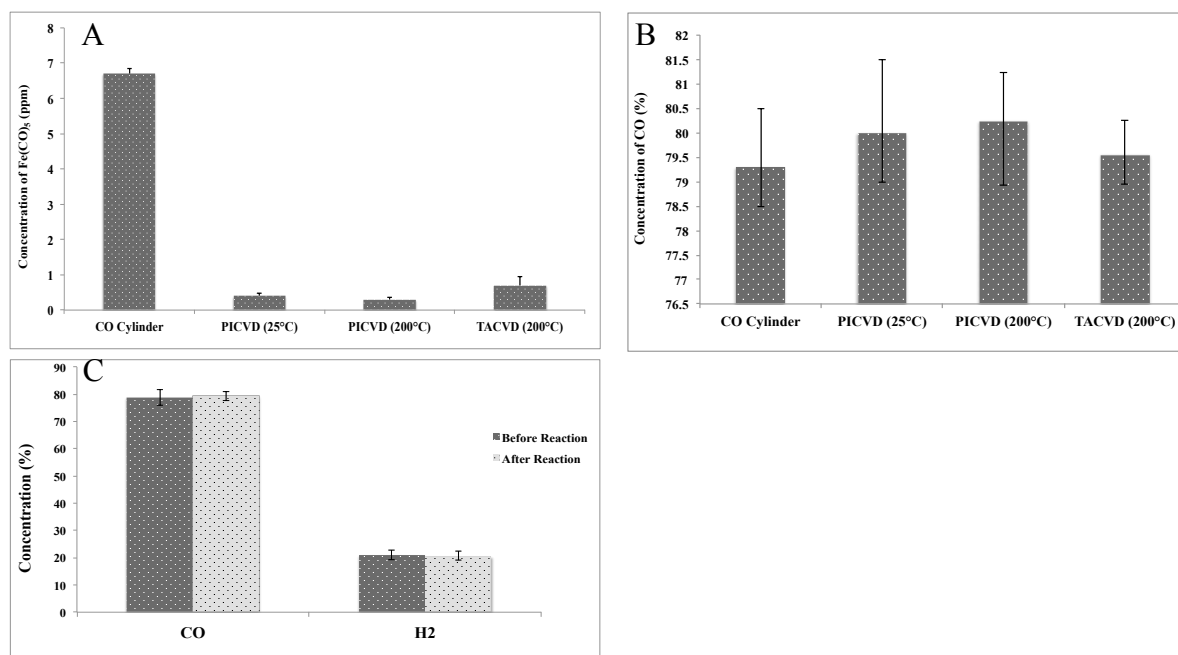 A
Concentration of Fe(CO)5 (ppm)
8
7
6
5
4
3
2
1
0
CO Cylinder PICVD (25°C) PICVD (200°C) TACVD (200°C)
B
Concentration of CO (%)
82
81.5
81
80.5
80
79.5
79
78.5
78
77.5
77
76.5
CO Cylinder PICVD (25°C) PICVD (200°C) TACVD (200°C)
C
Concentration (%)
90
80
70
60
50
40
30
20
10
0
CO H2
Before Reaction
After Reaction